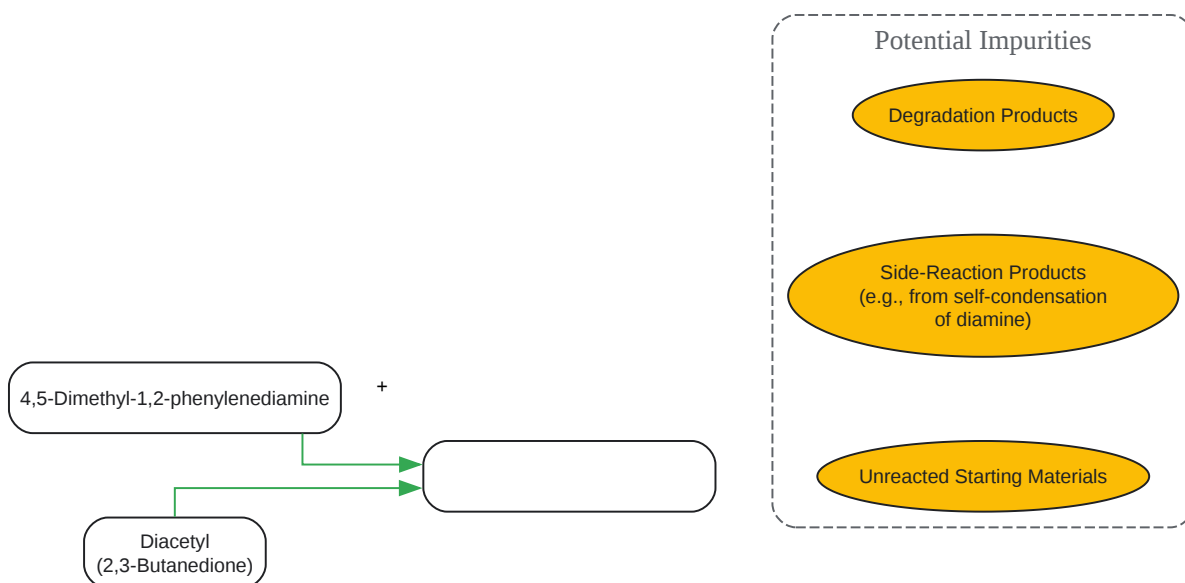 Potential Impurities
Degradation Products
Side-Reaction Products
(e.g., from self-condensation
of diamine)
4,5-Dimethyl-1,2-phenylenediamine
+
Unreacted Starting Materials
Diacetyl
(2,3-Butanedione)